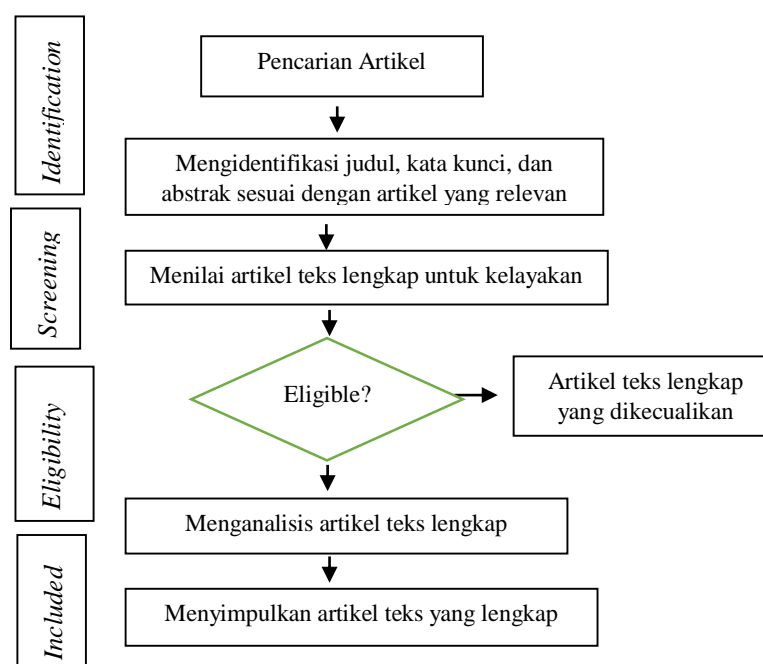 Identification
Pencarian Artikel
Mengidentifikasi judul, kata kunci, dan
abstrak sesuai dengan artikel yang relevan
Screening
Menilai artikel teks lengkap untuk kelayakan
Eligibility
Eligible?
Artikel teks lengkap
yang dikecualikan
Menganalisis artikel teks lengkap
Included
Menyimpulkan artikel teks yang lengkap